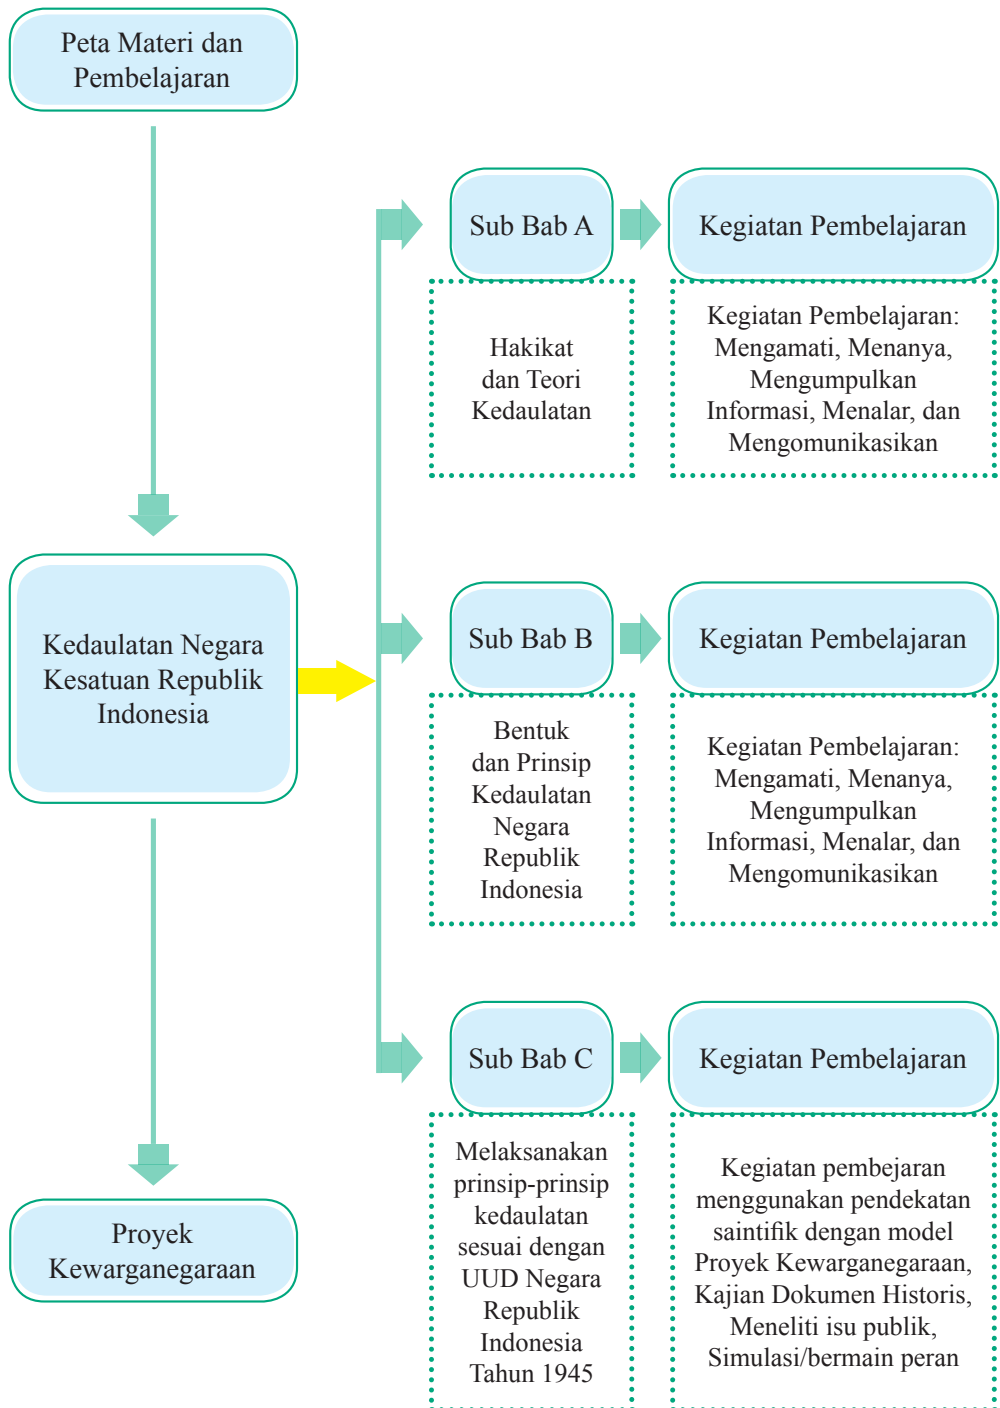 Peta Materi dan
Pembelajaran
Sub Bab A
Kegiatan Pembelajaran
Hakikat
dan Teori
Kedaulatan
Kegiatan Pembelajaran:
Mengamati, Menanya,
Mengumpulkan
Informasi, Menalar, dan
Mengomunikasikan
Kedaulatan Negara
Kesatuan Republik
Indonesia
Sub Bab B
Kegiatan Pembelajaran
Bentuk
dan Prinsip
Kedaulatan
Negara
Republik
Indonesia
Kegiatan Pembelajaran:
Mengamati, Menanya,
Mengumpulkan
Informasi, Menalar, dan
Mengomunikasikan
Sub Bab C
Kegiatan Pembelajaran
Melaksanakan
prinsip-prinsip
kedaulatan
sesuai dengan
UUD Negara
Republik
Indonesia
Tahun 1945
Kegiatan pembejaran
menggunakan pendekatan
saintifik dengan model
Proyek Kewarganegaraan,
Kajian Dokumen Historis,
Meneliti isu publik,
Simulasi/bermain peran
Proyek
Kewarganegaraan